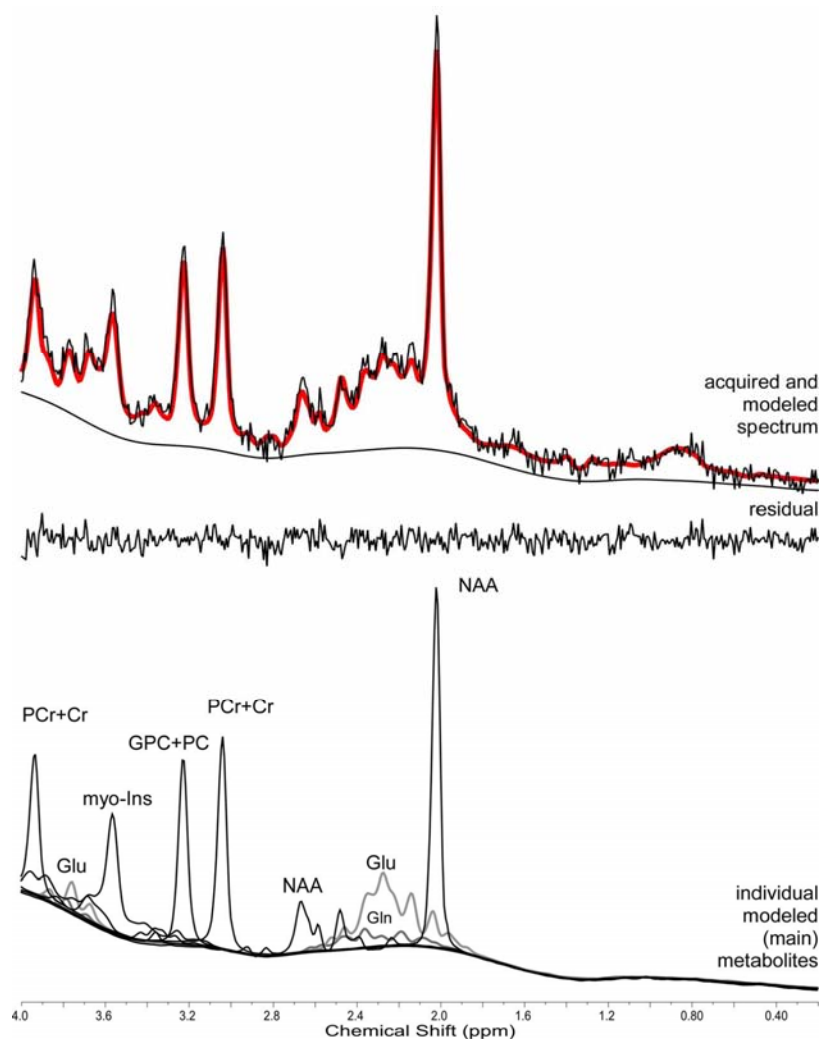 acquired and
modeled
spectrum
residual
NAA
PCr+Cr
PCr+Cr
GPC+PC
myo-Ins
Glu
Glu
NAA
Gln
individual
modeled
(main)
metabolites
4.0 3.6 3.2 2.8 2.4 2.0 1.6 1.2 0.80 0.40
Chemical Shift (ppm)